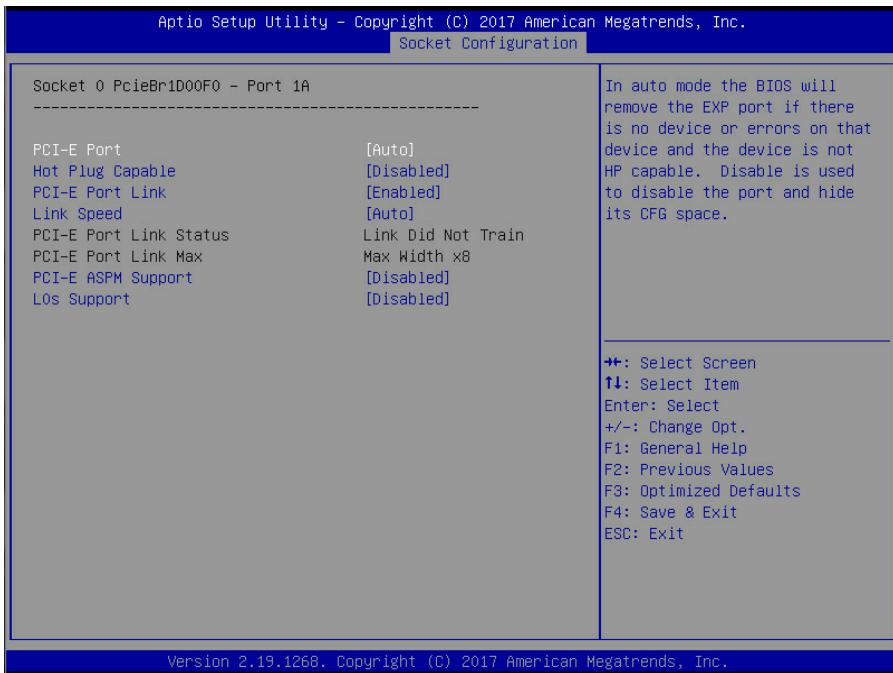 Aptio Setup Utility – Copyright (C) 2017 American Megatrends, Inc.
Socket Configuration
Socket 0 PcieBr1D00F0 – Port 1A
--------------------------------------------------
PCI-E Port [Auto]
Hot Plug Capable [Disabled]
PCI-E Port Link [Enabled]
Link Speed [Auto]
PCI-E Port Link Status Link Did Not Train
PCI-E Port Link Max Max Width x8
PCI-E ASPM Support [Disabled]
L0s Support [Disabled]
In auto mode the BIOS will
remove the EXP port if there
is no device or errors on that
device and the device is not
HP capable. Disable is used
to disable the port and hide
its CFG space.
→←: Select Screen
↑↓: Select Item
Enter: Select
+/-: Change Opt.
F1: General Help
F2: Previous Values
F3: Optimized Defaults
F4: Save & Exit
ESC: Exit
Version 2.19.1268. Copyright (C) 2017 American Megatrends, Inc.